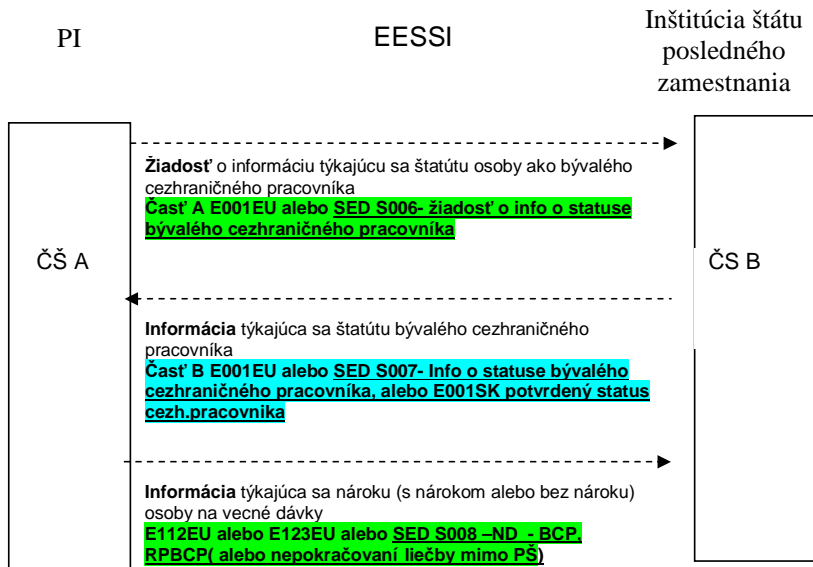 PI
EESSI
Inštitúcia štátu
posledného
zamestnania
Žiadosť o informáciu týkajúcu sa štatútu osoby ako bývalého
cezhraničného pracovníka
Časť A E001EU alebo SED S006- žiadosť o info o statuse
bývalého cezhraničného pracovníka
ČŠ A
ČS B
Informácia týkajúca sa štatútu bývalého cezhraničného
pracovníka
Časť B E001EU alebo SED S007- Info o statuse bývalého
cezhraničného pracovníka, alebo E001SK potvrdený status
cezh.pracovnika
Informácia týkajúca sa nároku (s nárokom alebo bez nároku)
osoby na vecné dávky
E112EU alebo E123EU alebo SED S008 –ND - BCP.
RPBCP( alebo nepokračovaní liečby mimo PŠ)